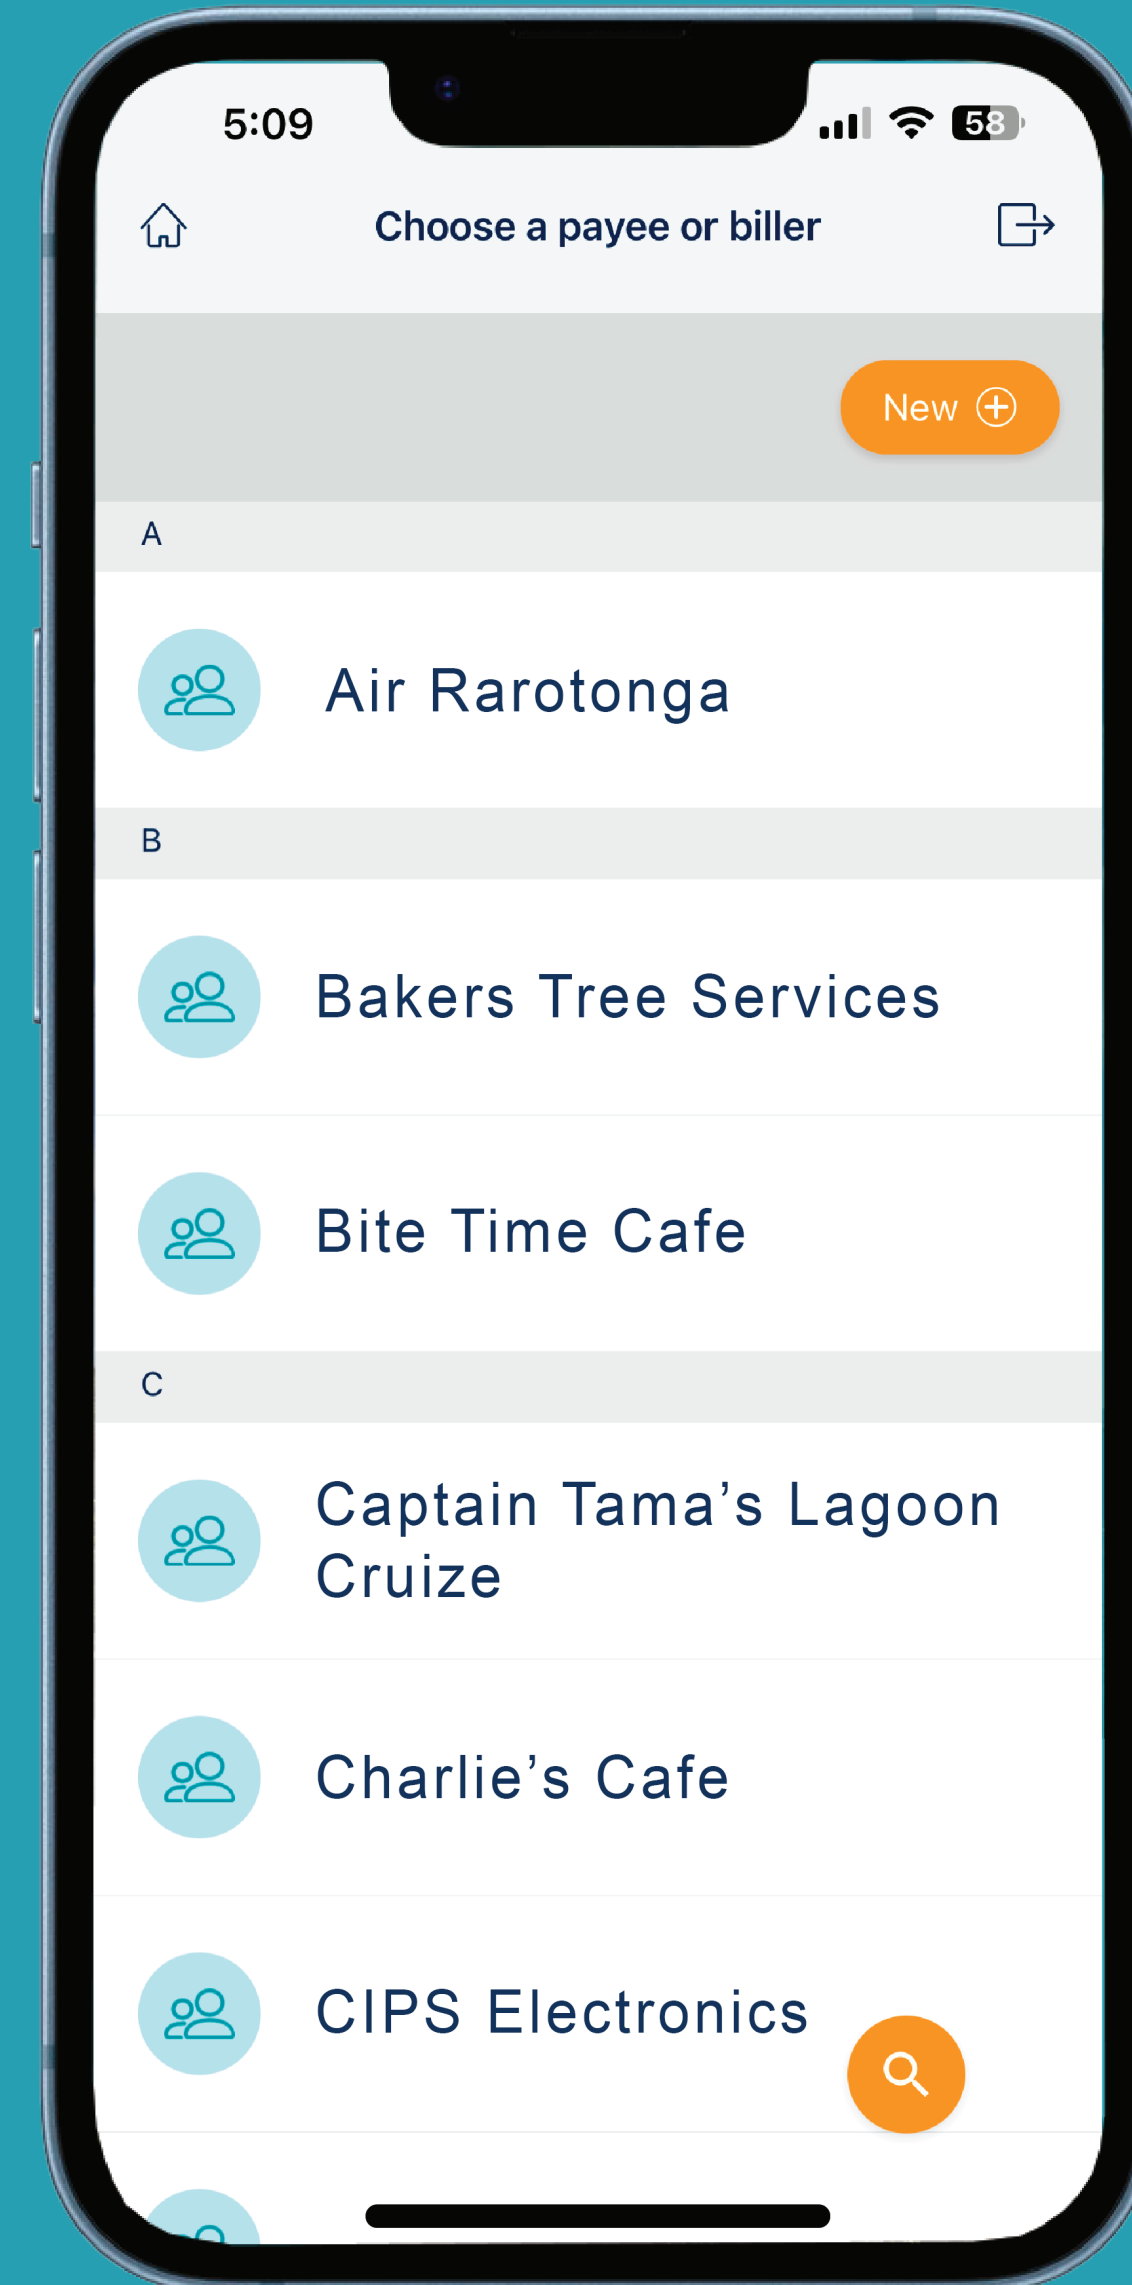 5:09
58
Choose a payee or biller
New
A
Air Rarotonga
B
Bakers Tree Services
Bite Time Cafe
C
Captain Tama’s Lagoon
Cruize
Charlie’s Cafe
CIPS Electronics